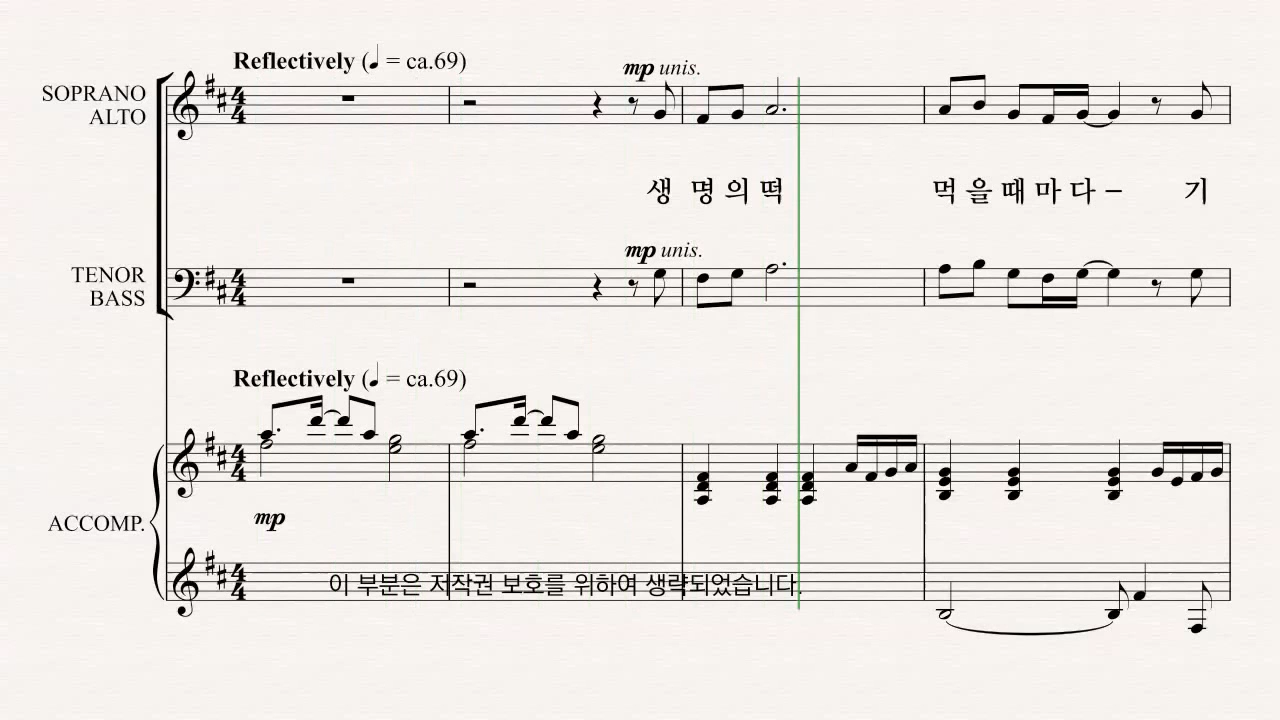 Reflectively (♩ = ca.69)
SOPRANO
ALTO
mp unis.
생 명 의 떡 먹 을 때 마 다 – 기
TENOR
BASS
mp unis.
Reflectively (♩ = ca.69)
ACCOMP.
mp
이 부분은 저작권 보호를 위하여 생략되었습니다.